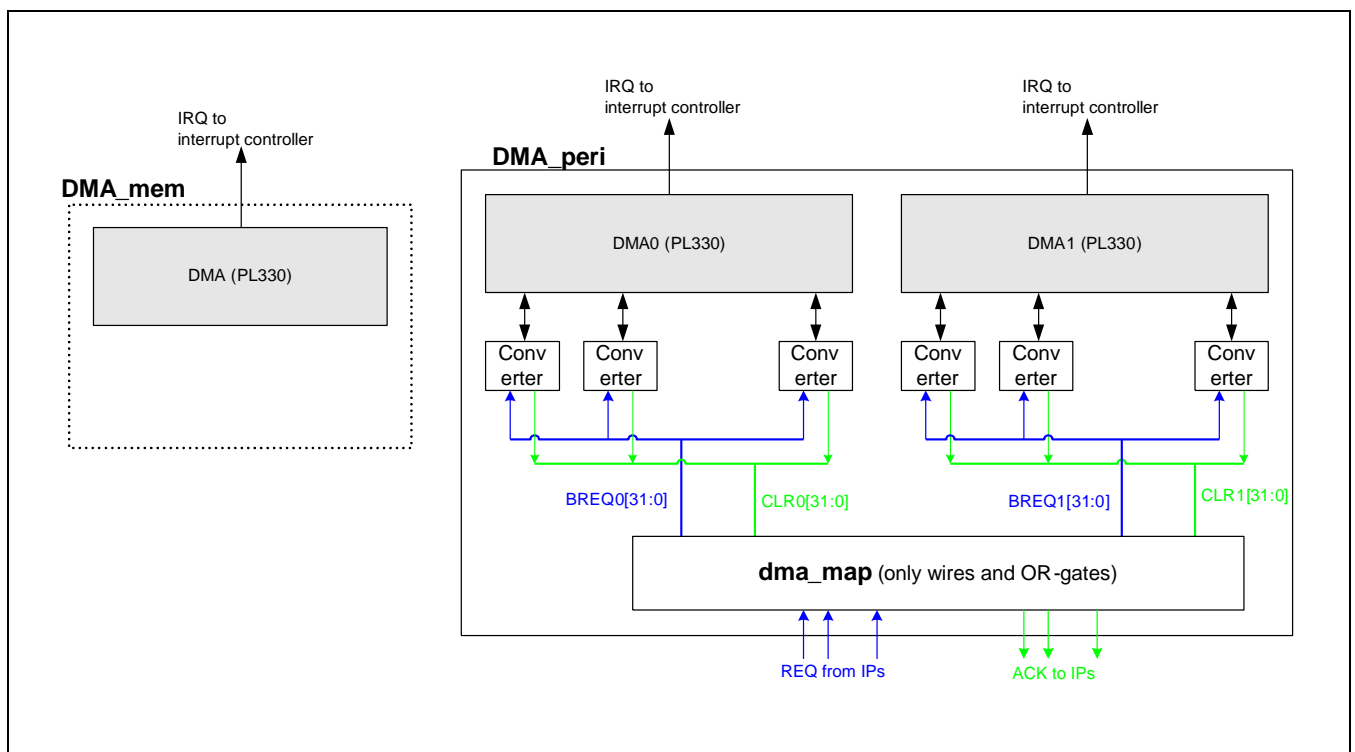 IRQ to
interrupt controller
DMA_mem
DMA (PL330)
IRQ to
interrupt controller
IRQ to
interrupt controller
DMA_peri
DMA0 (PL330)
DMA1 (PL330)
Conv
erter
Conv
erter
Conv
erter
Conv
erter
Conv
erter
Conv
erter
BREQ0[31:0]
CLR0[31:0]
BREQ1[31:0]
CLR1[31:0]
dma_map (only wires and OR-gates)
REQ from IPs
ACK to IPs